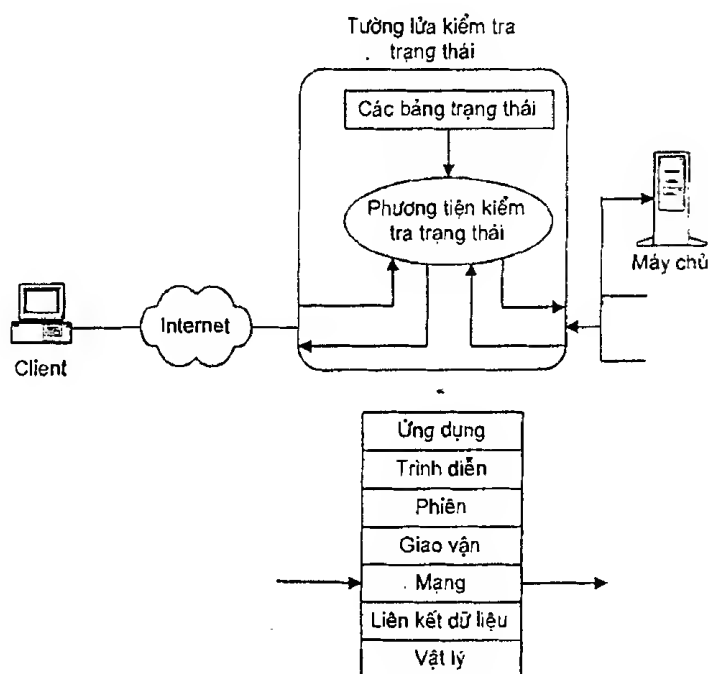 Tường lửa kiểm tra
trạng thái
Các bảng trạng thái
Phương tiện kiểm
tra trạng thái
Máy chủ
Internet
Client
Ứng dụng
Trình diễn
Phiên
Giao vận
Mạng
Liên kết dữ liệu
Vật lý